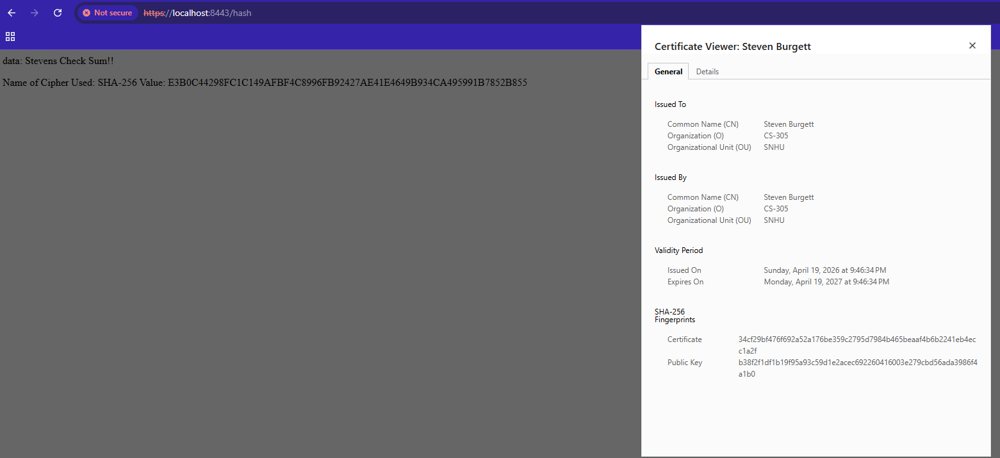 Not secure https://localhost:8443/hash
data: Stevens Check Sum!!
Name of Cipher Used: SHA-256 Value: E3B0C44298FC1C149AFBF4C8996FB92427AE41E4649B934CA495991B7852B855
Certificate Viewer: Steven Burgett
General Details
Issued To
Common Name (CN) Steven Burgett
Organization (O) CS-305
Organizational Unit (OU) SNHU
Issued By
Common Name (CN) Steven Burgett
Organization (O) CS-305
Organizational Unit (OU) SNHU
Validity Period
Issued On Sunday, April 19, 2026 at 9:46:34 PM
Expires On Monday, April 19, 2027 at 9:46:34 PM
SHA-256
Fingerprints
Certificate 34cf29bf476f692a52a176be359c2795d7984b465beaaf4b6b2241eb4ec
c1a2f
Public Key b38f2f1df1b19f95a93c59d1e2acec692260416003e279cbd56ada3986f4
a1b0